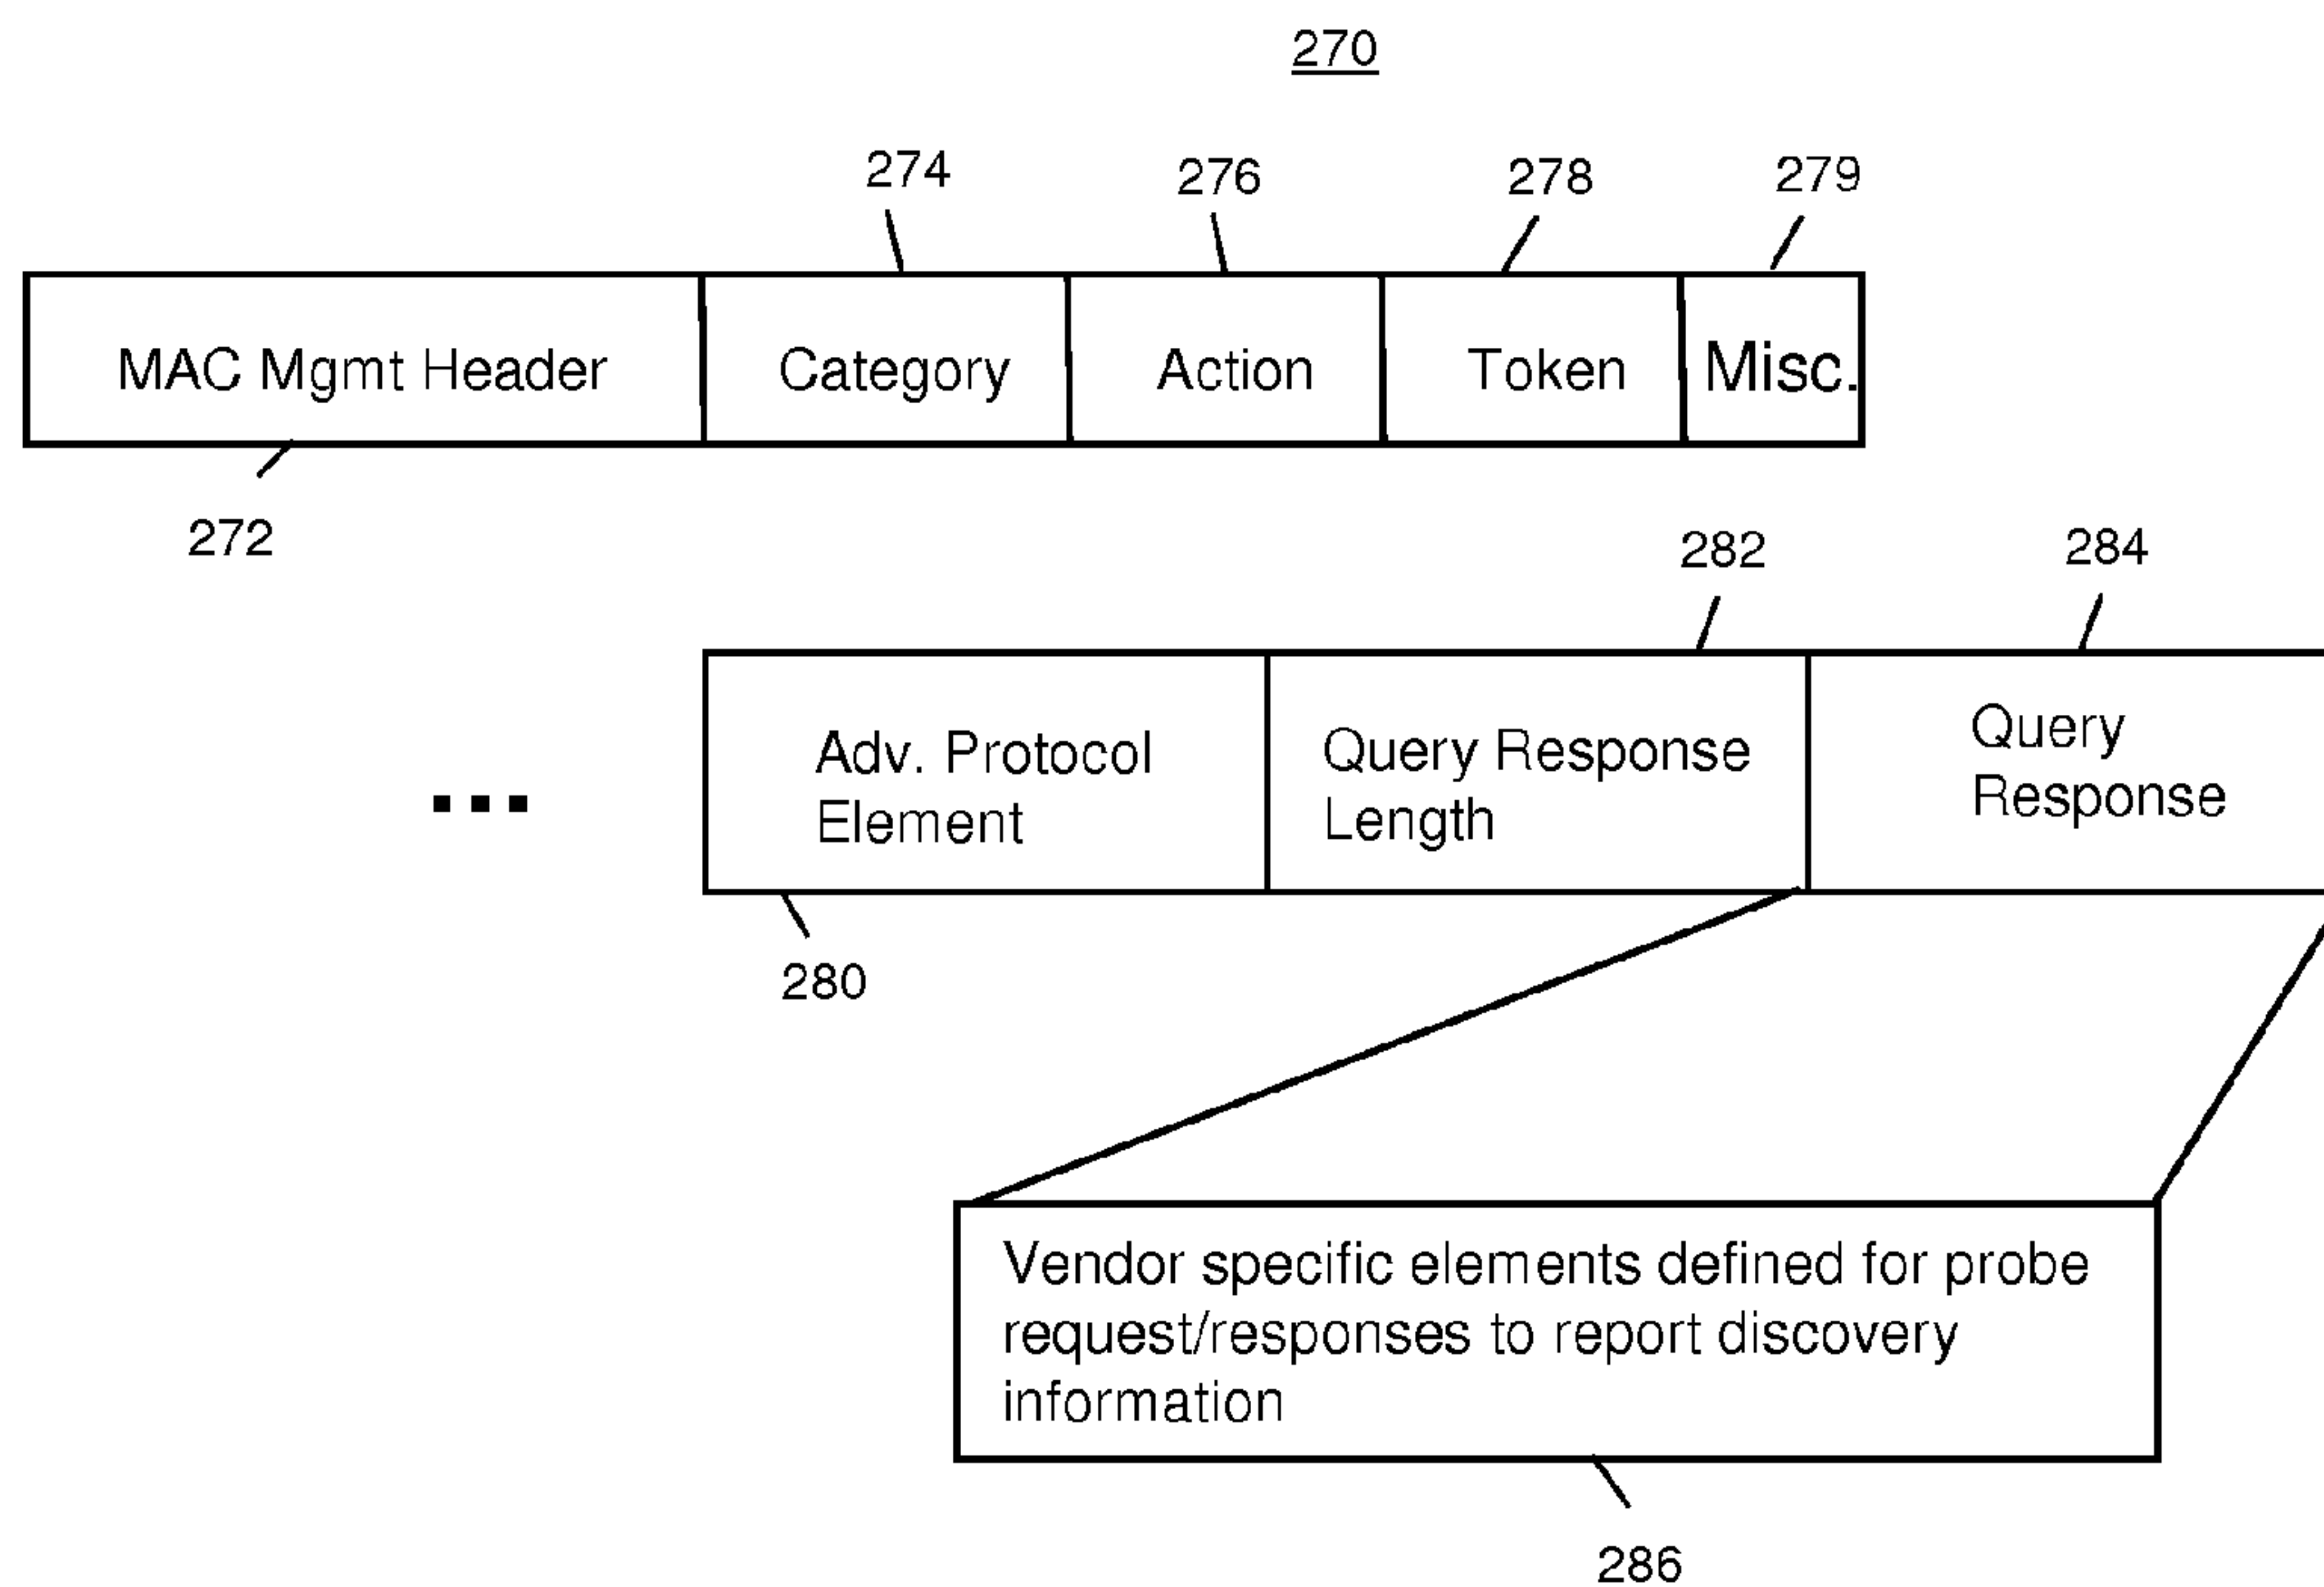 270
274
276
278
279
MAC Mgmt Header
Category
Action
Token
Misc.
272
282
284
Adv. Protocol
Element
Query Response
Length
Query
Response
280
Vendor specific elements defined for probe
request/responses to report discovery
information
286